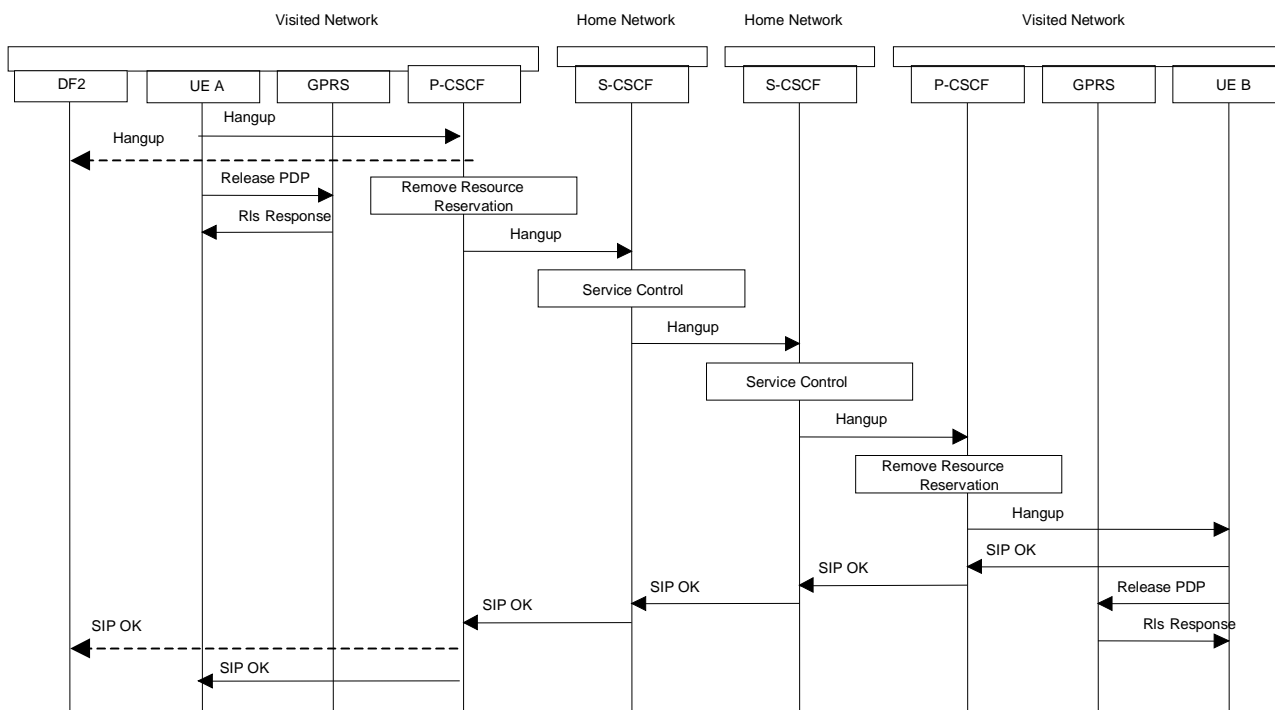 Visited Network
Home Network
Home Network
Visited Network
DF2
UE A
GPRS
P-CSCF
S-CSCF
S-CSCF
P-CSCF
GPRS
UE B
Hangup
Hangup
Release PDP
Remove Resource
Reservation
Rls Response
Hangup
Service Control
Hangup
Service Control
Hangup
Remove Resource
Reservation
Hangup
SIP OK
SIP OK
SIP OK
Release PDP
SIP OK
SIP OK
Rls Response
SIP OK